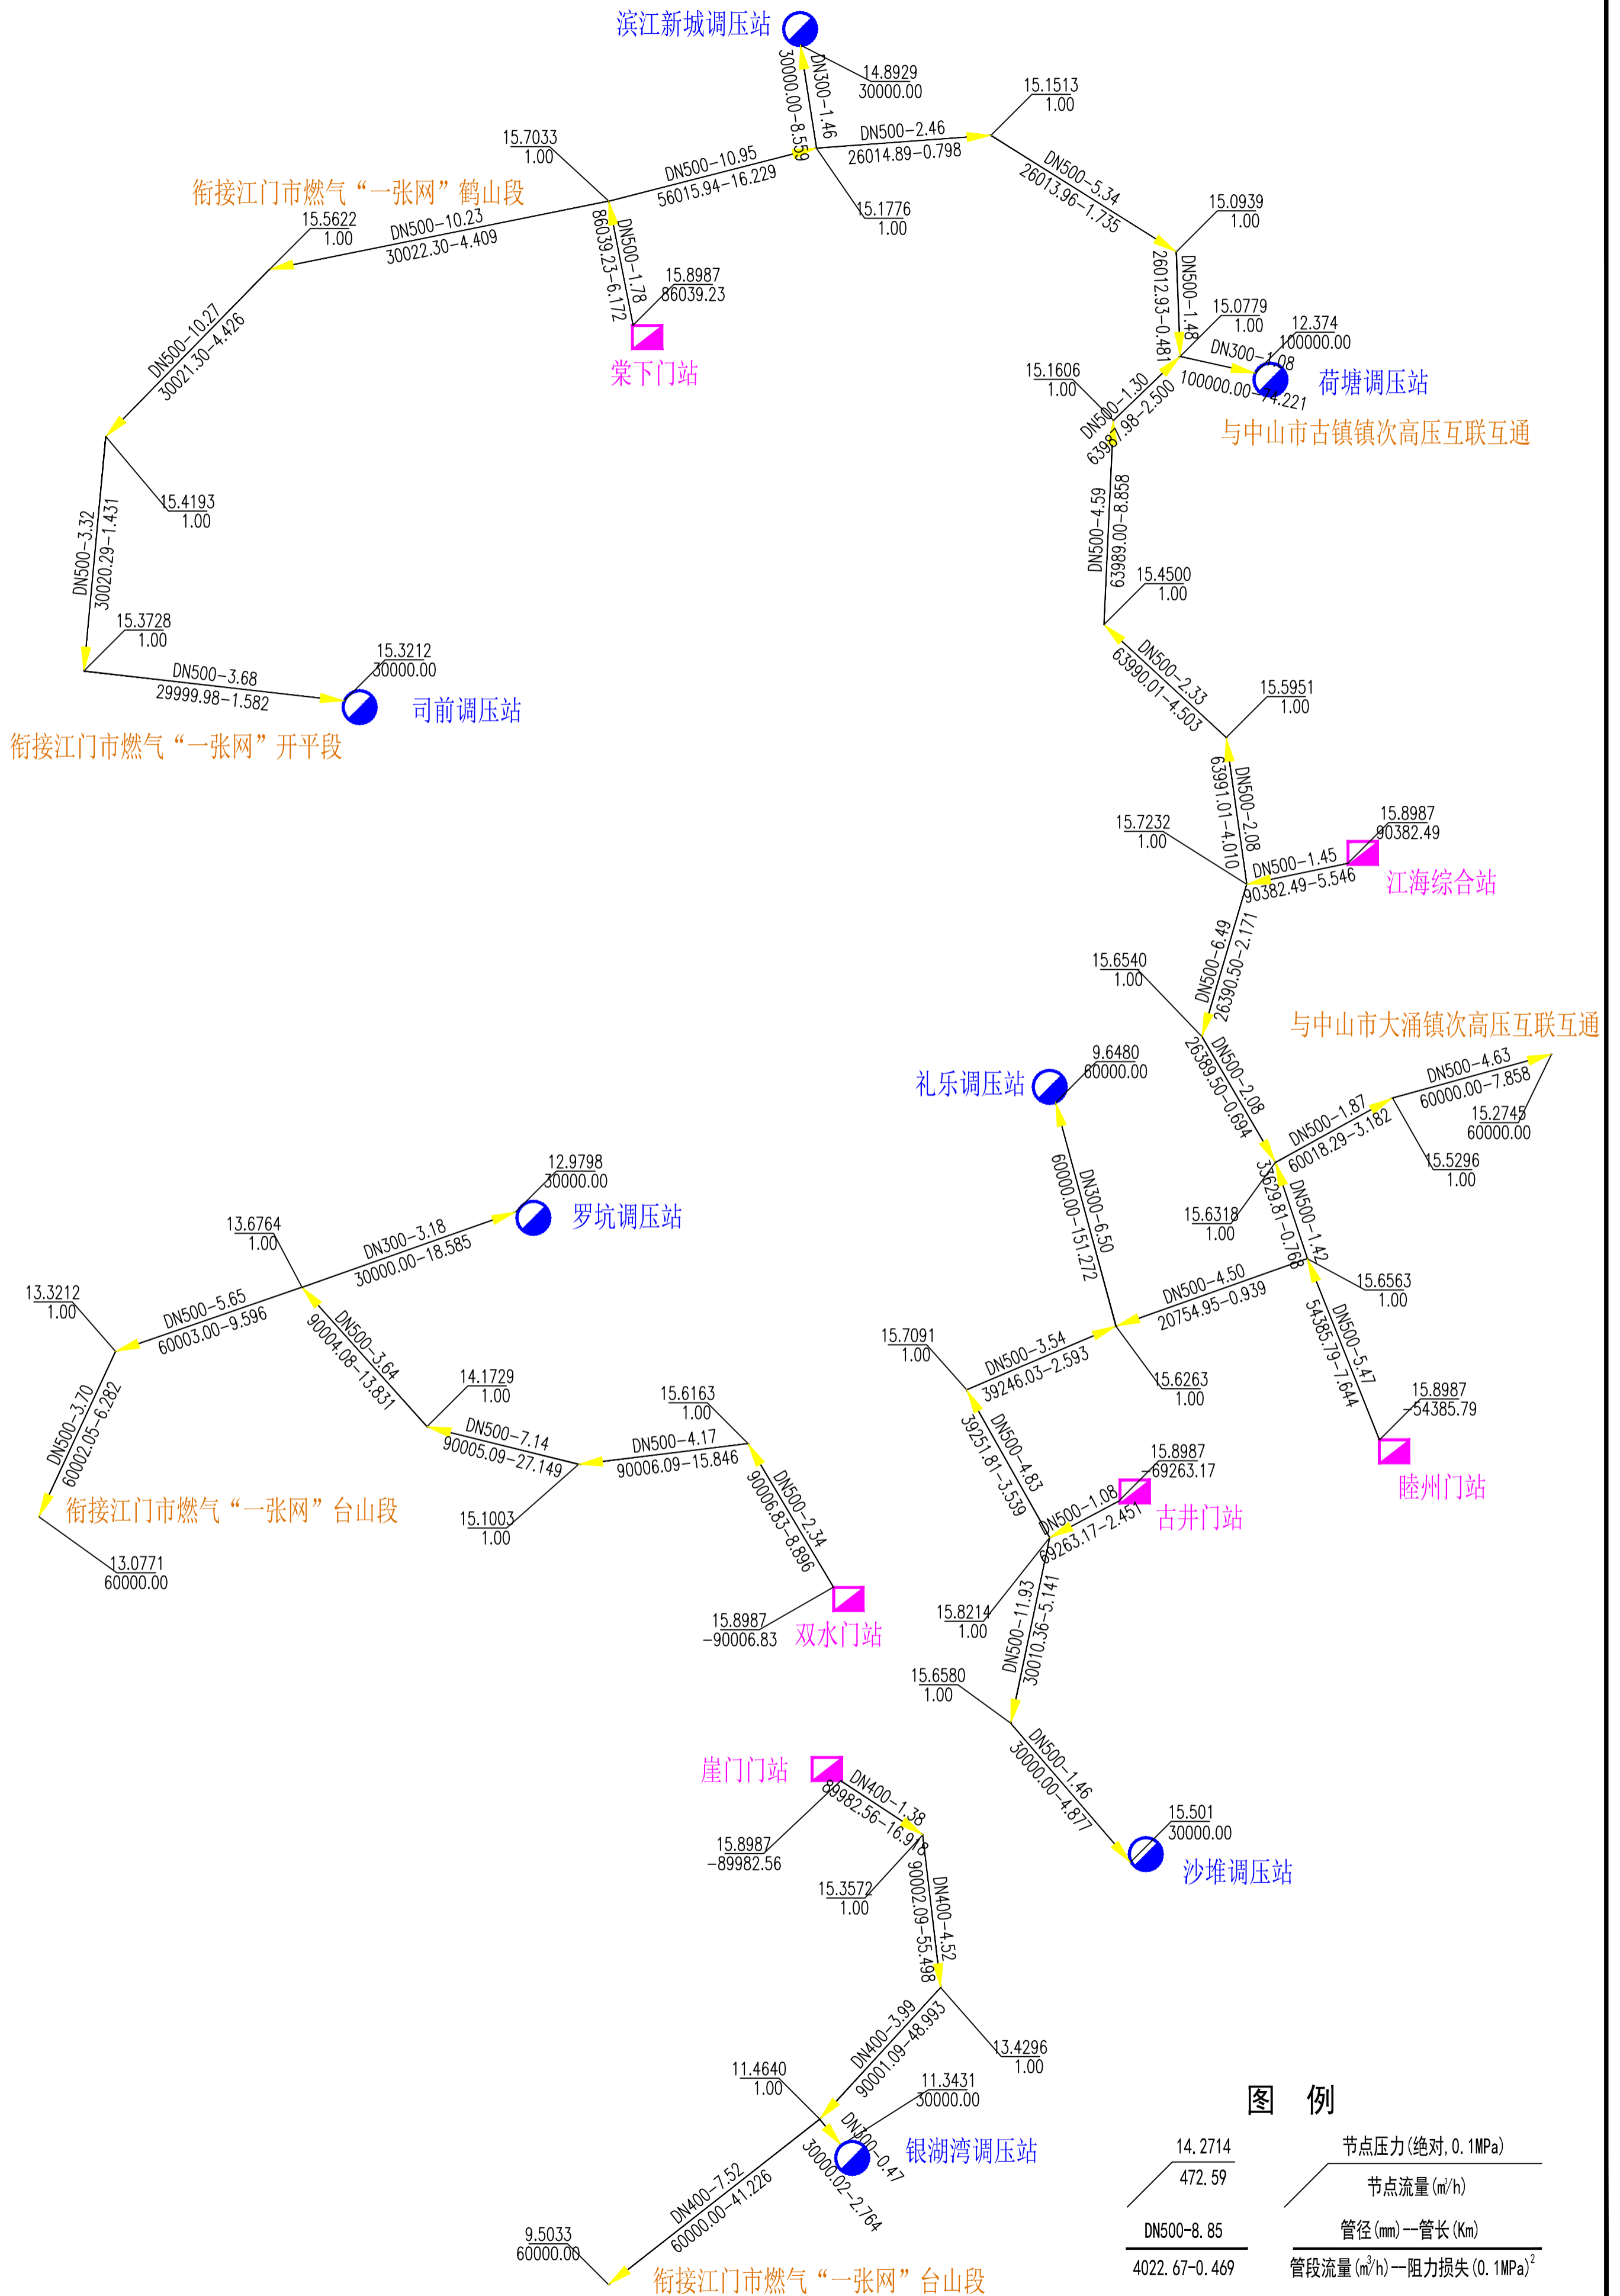 滨江新城调压站
14.8929
30000.00
DN300-1.46
30000.00-8.559
15.1513
1.00
DN500-2.46
26014.89-0.798
15.7033
1.00
DN500-10.95
56015.94-16.229
DN500-5.34
26013.96-1.735
衔接江门市燃气“一张网”鹤山段
15.5622
1.00
DN500-10.23
30022.30-4.409
15.1776
1.00
15.0939
1.00
DN500-1.78
86039.23-6.172
15.8987
86039.23
棠下门站
DN500-1.48
26012.93-0.481
15.0779
1.00
12.374
100000.00
DN300-1.08
100000.00-74.221
荷塘调压站
与中山市古镇镇次高压互联互通
DN500-10.27
30021.30-4.426
15.1606
1.00
DN500-1.30
63987.98-2.500
15.4193
1.00
DN500-3.32
30020.29-1.431
DN500-4.59
63989.00-8.858
15.4500
1.00
15.3728
1.00
DN500-3.68
29999.98-1.582
15.3212
30000.00
司前调压站
衔接江门市燃气“一张网”开平段
DN500-2.33
63990.01-4.503
15.5951
1.00
DN500-2.08
63991.01-4.010
15.7232
1.00
15.8987
90382.49
DN500-1.45
90382.49-5.546
江海综合站
DN500-6.49
26390.50-2.171
15.6540
1.00
与中山市大涌镇次高压互联互通
DN500-2.08
26389.50-0.694
DN500-4.63
60000.00-7.858
9.6480
60000.00
礼乐调压站
DN500-1.87
60018.29-3.182
15.2745
60000.00
15.5296
1.00
DN300-6.50
60000.00-151.272
15.6318
1.00
DN500-1.42
33629.81-0.768
12.9798
30000.00
罗坑调压站
13.6764
1.00
DN300-3.18
30000.00-18.585
DN500-4.50
20754.95-0.939
15.6563
1.00
13.3212
1.00
DN500-5.65
60003.00-9.596
DN500-3.64
90004.08-13.831
15.7091
1.00
DN500-3.54
39246.03-2.593
15.6263
1.00
DN500-5.47
54385.79-7.644
15.8987
-54385.79
睦州门站
14.1729
1.00
15.6163
1.00
DN500-3.70
60002.05-6.282
DN500-7.14
90005.09-27.149
DN500-4.17
90006.09-15.846
DN500-4.83
39251.81-3.539
15.8987
-69263.17
DN500-1.08
69263.17-2.451
古井门站
衔接江门市燃气“一张网”台山段
15.1003
1.00
DN500-2.34
90006.83-8.896
13.0771
60000.00
15.8987
-90006.83
双水门站
15.8214
1.00
DN500-11.93
30010.36-5.141
15.6580
1.00
DN500-1.46
30000.00-4.877
崖门门站
DN400-1.38
89982.56-16.918
15.8987
-89982.56
15.501
30000.00
沙堆调压站
15.3572
1.00
DN400-4.52
90002.09-55.498
DN400-3.99
90001.09-48.993
13.4296
1.00
11.4640
1.00
11.3431
30000.00
DN300-0.47
30000.02-2.764
银湖湾调压站
DN400-7.52
60000.00-41.226
9.5033
60000.00
衔接江门市燃气“一张网”台山段
图 例
14.2714
472.59
节点压力(绝对,0.1MPa)
节点流量(㎥/h)
DN500-8.85
4022.67-0.469
管径(mm)--管长(Km)
管段流量(m³/h)--阻力损失(0.1MPa)²